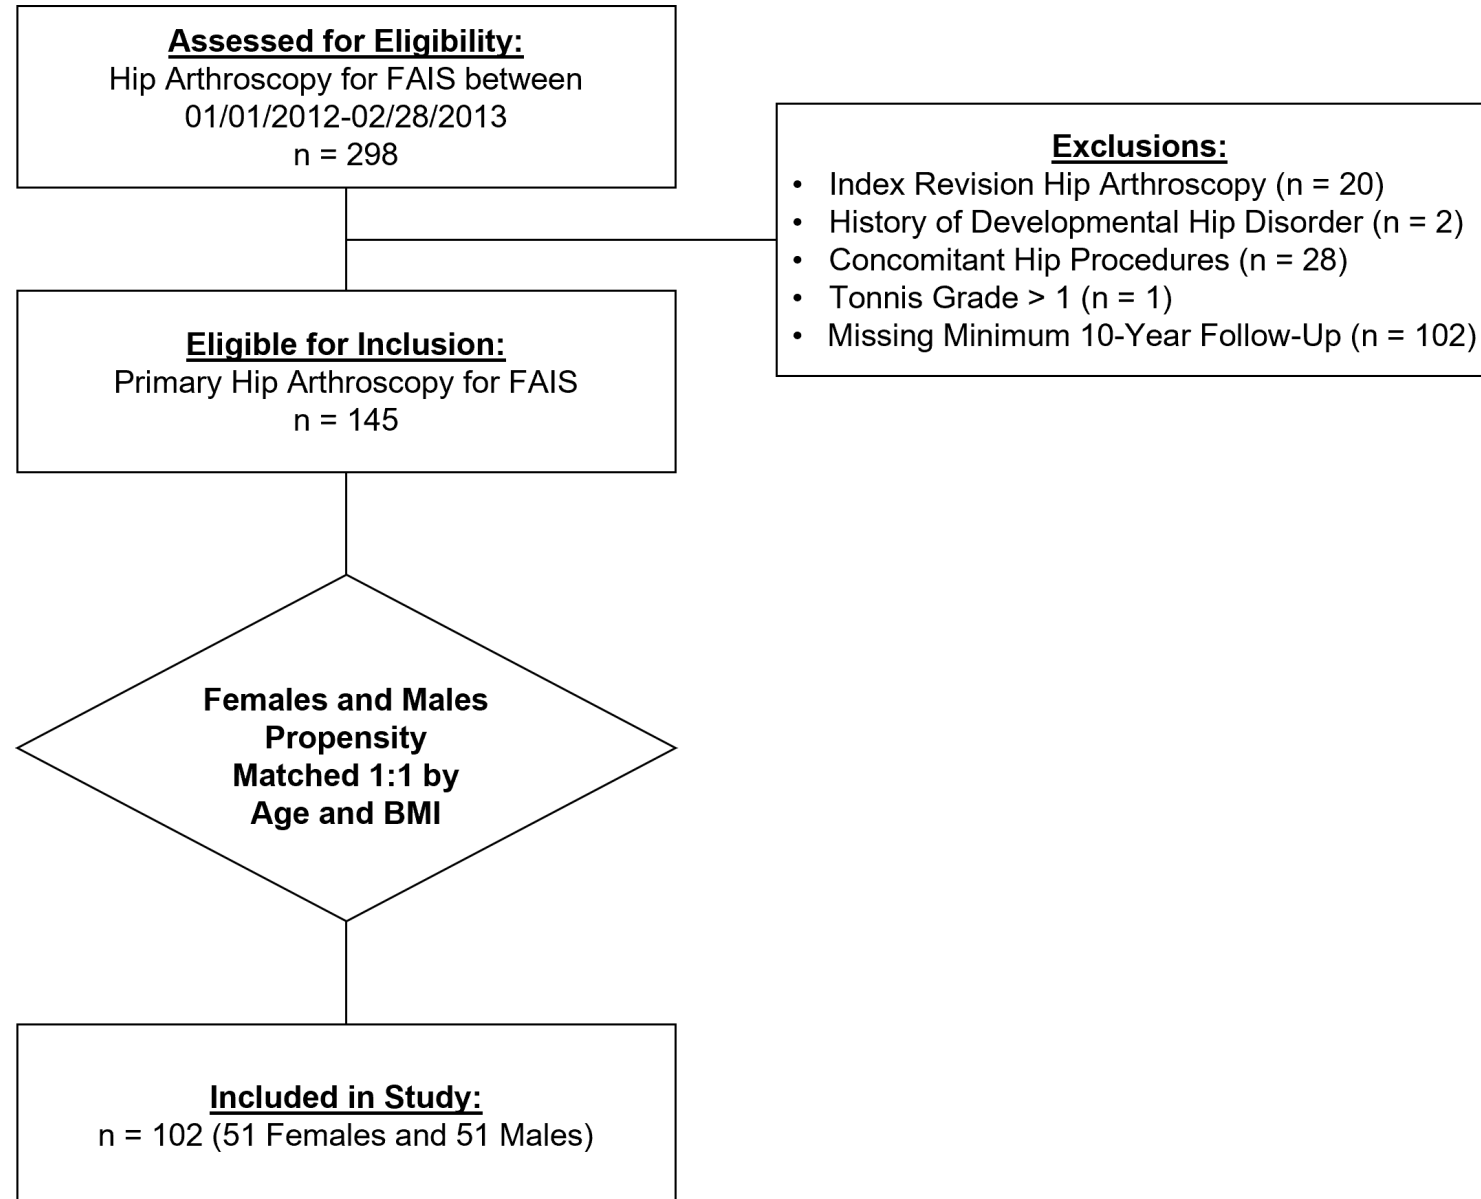 Assessed for Eligibility:
Hip Arthroscopy for FAIS between
01/01/2012-02/28/2013
n = 298
Exclusions:
• Index Revision Hip Arthroscopy (n = 20)
• History of Developmental Hip Disorder (n = 2)
• Concomitant Hip Procedures (n = 28)
• Tonnis Grade > 1 (n = 1)
• Missing Minimum 10-Year Follow-Up (n = 102)
Eligible for Inclusion:
Primary Hip Arthroscopy for FAIS
n = 145
Females and Males
Propensity
Matched 1:1 by
Age and BMI
Included in Study:
n = 102 (51 Females and 51 Males)